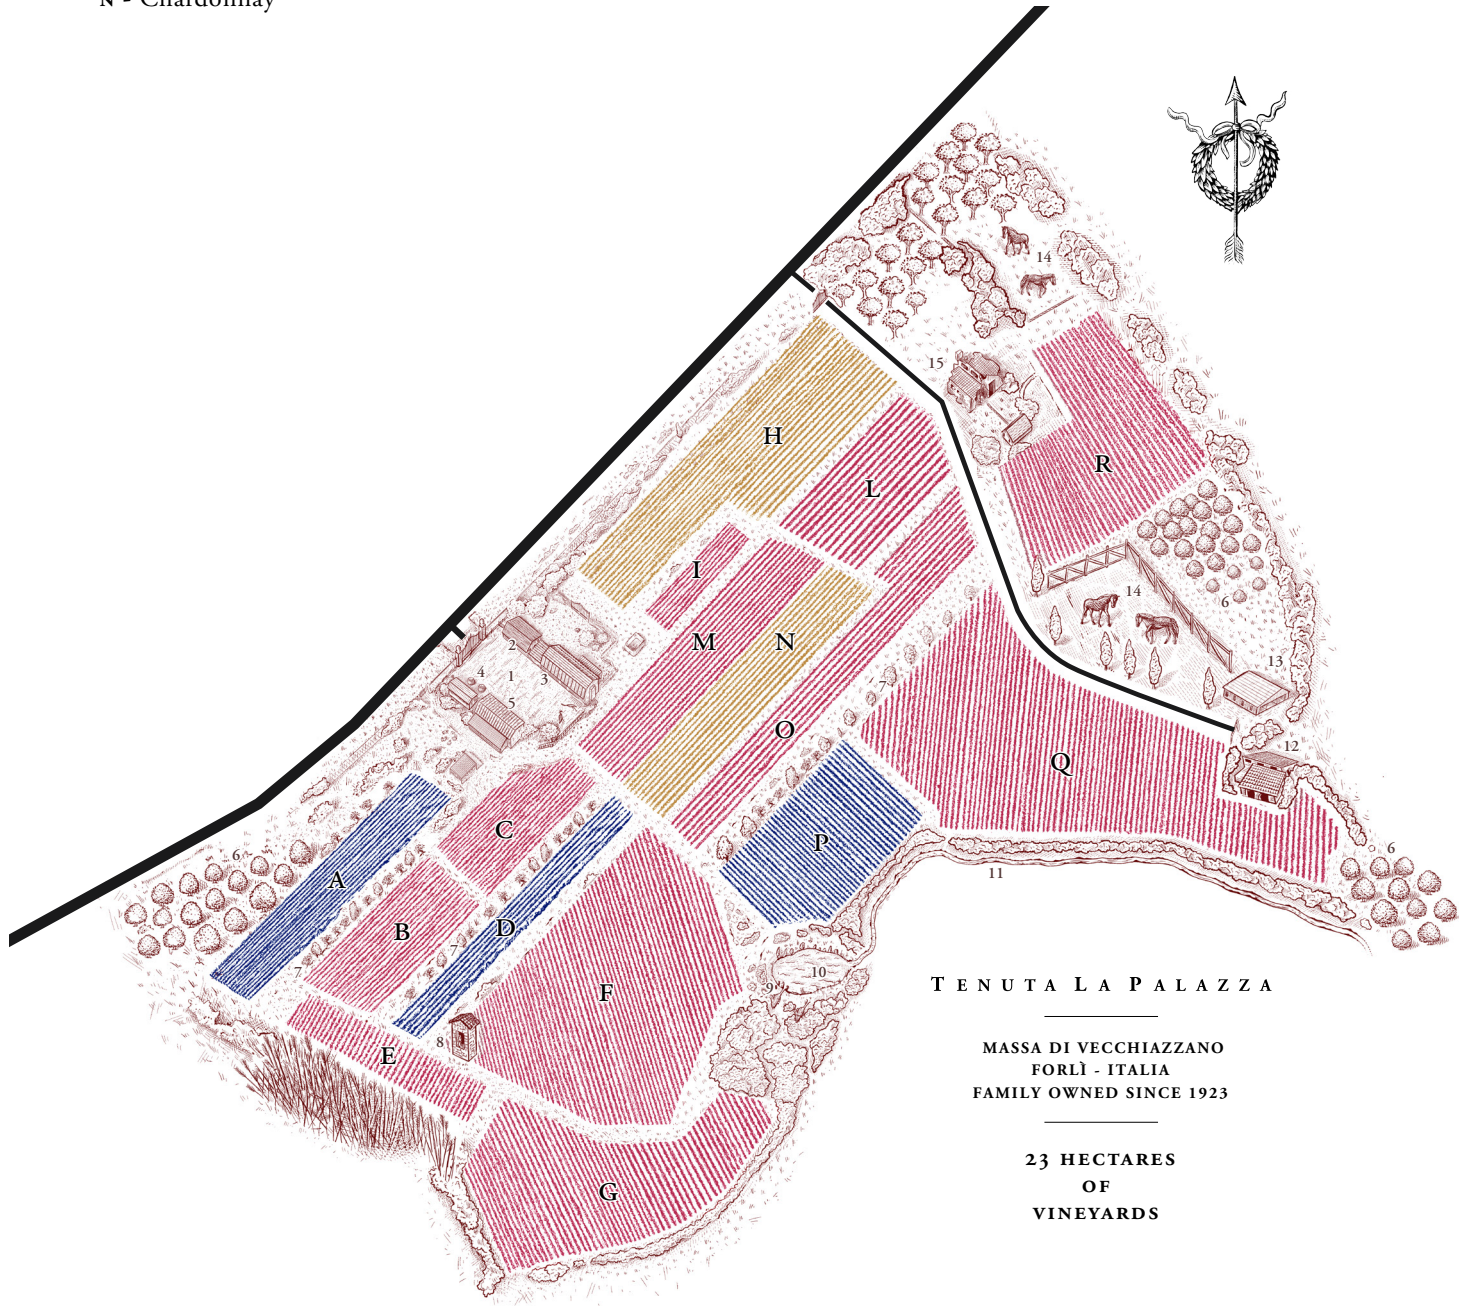 N - Chardonnay
14
15
H
L
R
I
14
6
M
N
2
4
1
3
5
13
7
O
12
Q
6
C
P
6
A
11
B
D
7
7
10
9
F
8
E
G
TENUTA LA PALAZZA
MASSA DI VECCHIAZZANO
FORLÌ - ITALIA
FAMILY OWNED SINCE 1923
23 HECTARES
OF
VINEYARDS